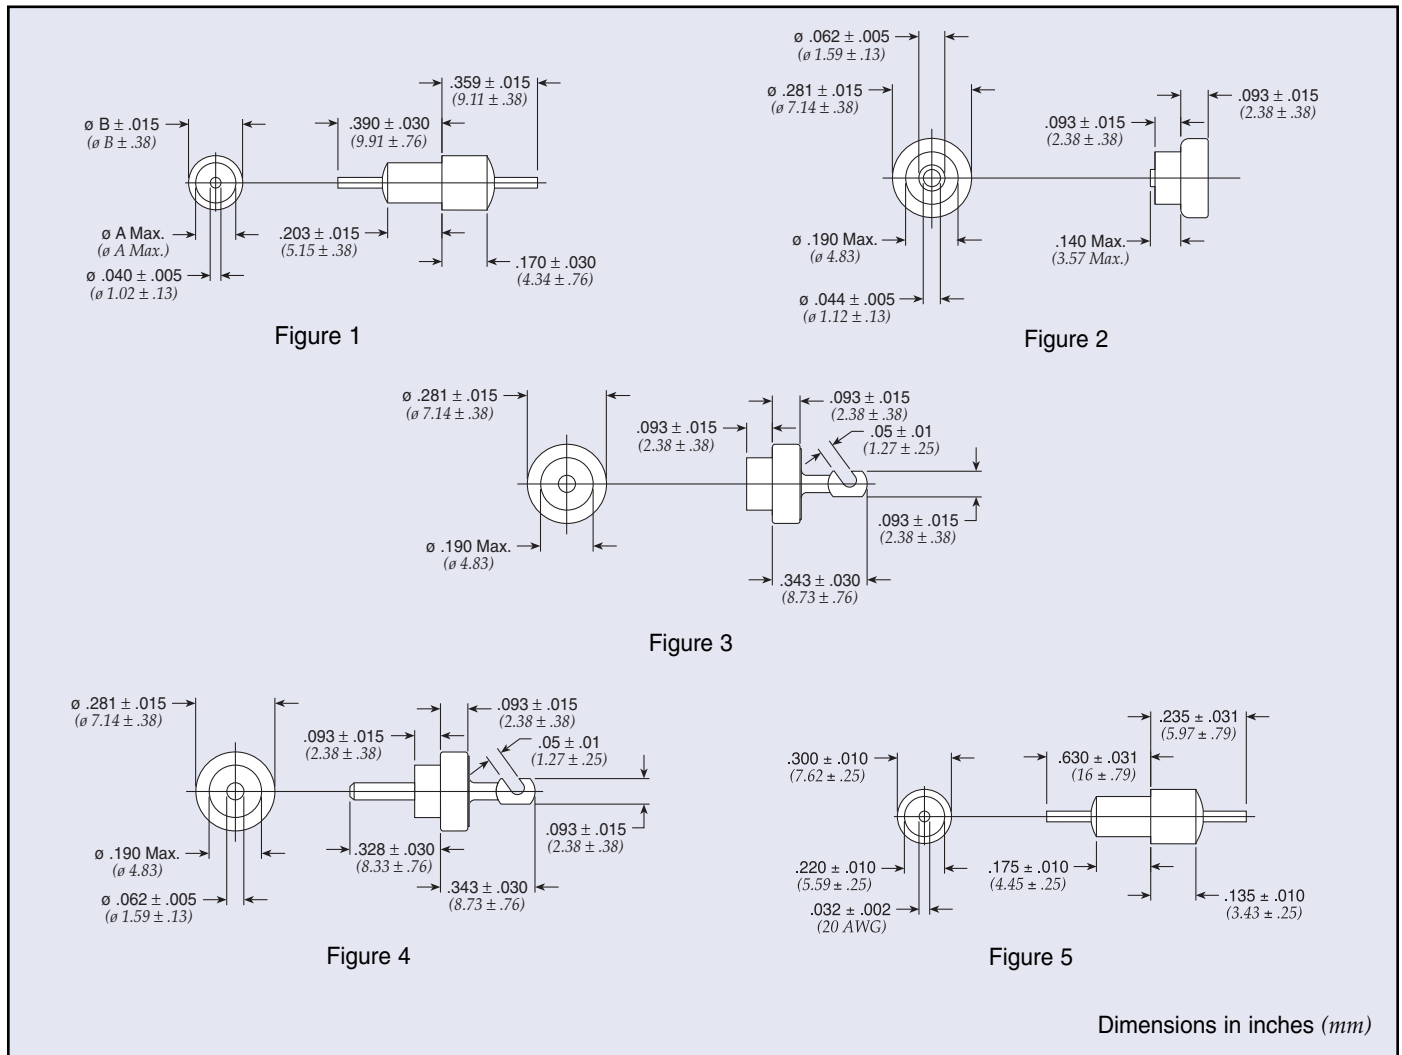 .359 ± .015
(9.11 ± .38)
ø B ± .015
(ø B ± .38)
.390 ± .030
(9.91 ± .76)
ø A Max.
(ø A Max.)
.203 ± .015
(5.15 ± .38)
.170 ± .030
(4.34 ± .76)
ø .040 ± .005
(ø 1.02 ± .13)
Figure 1
ø .062 ± .005
(ø 1.59 ± .13)
ø .281 ± .015
(ø 7.14 ± .38)
.093 ± .015
(2.38 ± .38)
.093 ± .015
(2.38 ± .38)
ø .190 Max.
(ø 4.83)
.140 Max.
(3.57 Max.)
ø .044 ± .005
(ø 1.12 ± .13)
Figure 2
ø .281 ± .015
(ø 7.14 ± .38)
.093 ± .015
(2.38 ± .38)
.093 ± .015
(2.38 ± .38)
.05 ± .01
(1.27 ± .25)
.093 ± .015
(2.38 ± .38)
ø .190 Max.
(ø 4.83)
.343 ± .030
(8.73 ± .76)
Figure 3
ø .281 ± .015
(ø 7.14 ± .38)
.093 ± .015
(2.38 ± .38)
.093 ± .015
(2.38 ± .38)
.05 ± .01
(1.27 ± .25)
.093 ± .015
(2.38 ± .38)
ø .190 Max.
(ø 4.83)
.328 ± .030
(8.33 ± .76)
.343 ± .030
(8.73 ± .76)
ø .062 ± .005
(ø 1.59 ± .13)
Figure 4
.235 ± .031
(5.97 ± .79)
.300 ± .010
(7.62 ± .25)
.630 ± .031
(16 ± .79)
.220 ± .010
(5.59 ± .25)
.175 ± .010
(4.45 ± .25)
.135 ± .010
(3.43 ± .25)
.032 ± .002
(20 AWG)
Figure 5
Dimensions in inches (mm)